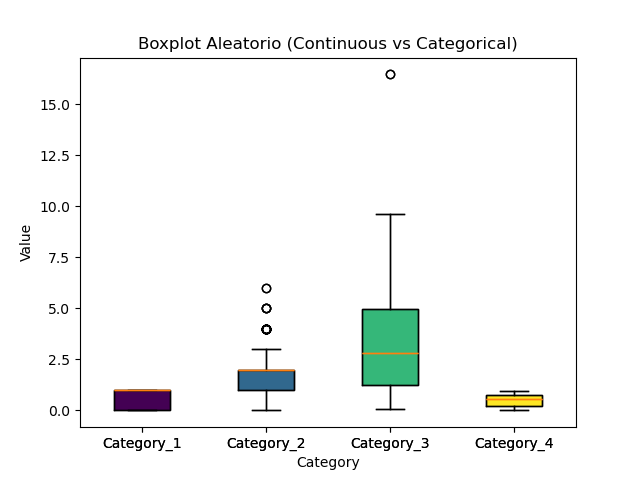 Boxplot Aleatorio (Continuous vs Categorical)
15.0
12.5
10.0
7.5
5.0
2.5
0.0
Value
Category_1 Category_2 Category_3 Category_4
Category